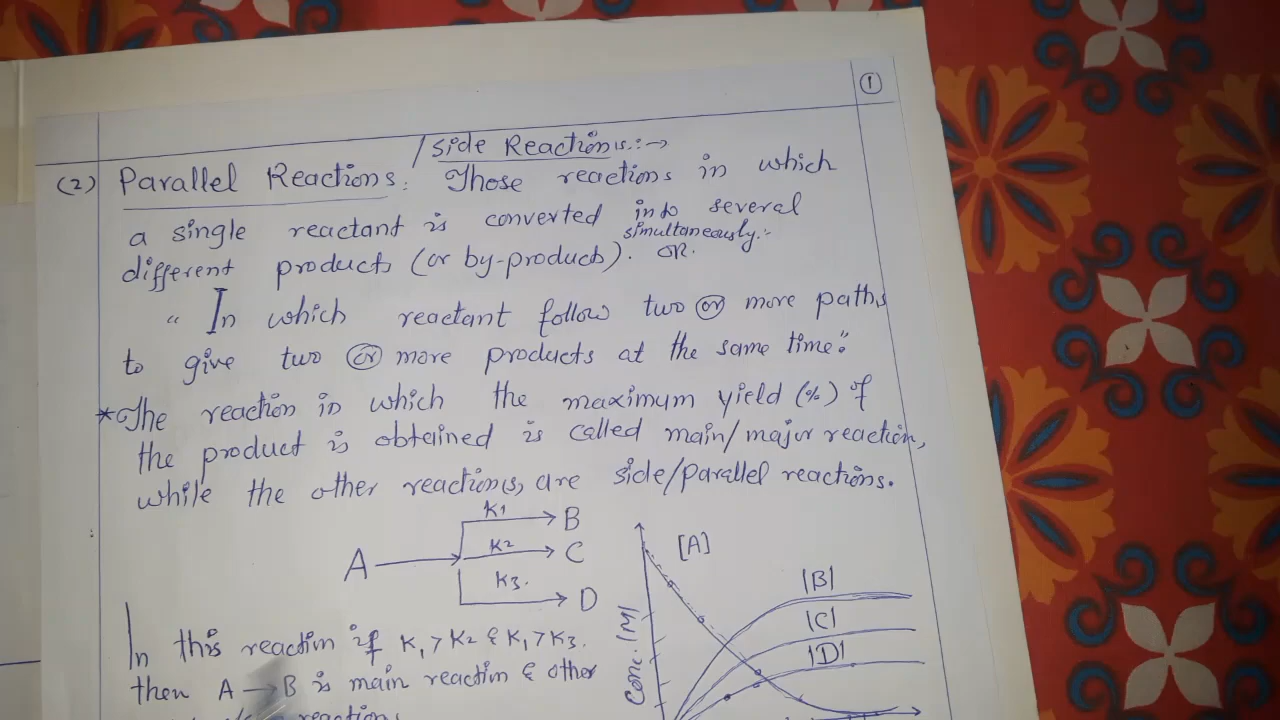 ①
/ Side Reactions:→
(2) Parallel Reactions: Those reactions in which
a single reactant is converted into several
simultaneously:-
different products (or by-products). OR.
" In which reactant follow two or more paths
to give two or more products at the same time."
*The reaction in which the maximum yield (%) of
the product is obtained is called main/major reaction,
while the other reactions, are side/parallel reactions.
K1
B
A
K2
C
K3.
D
[A]
|B|
|C|
|D|
Conc. |M|
In this reaction if K₁ > K₂ & K₁ > K₃.
then A → B is main reaction & other
reactions